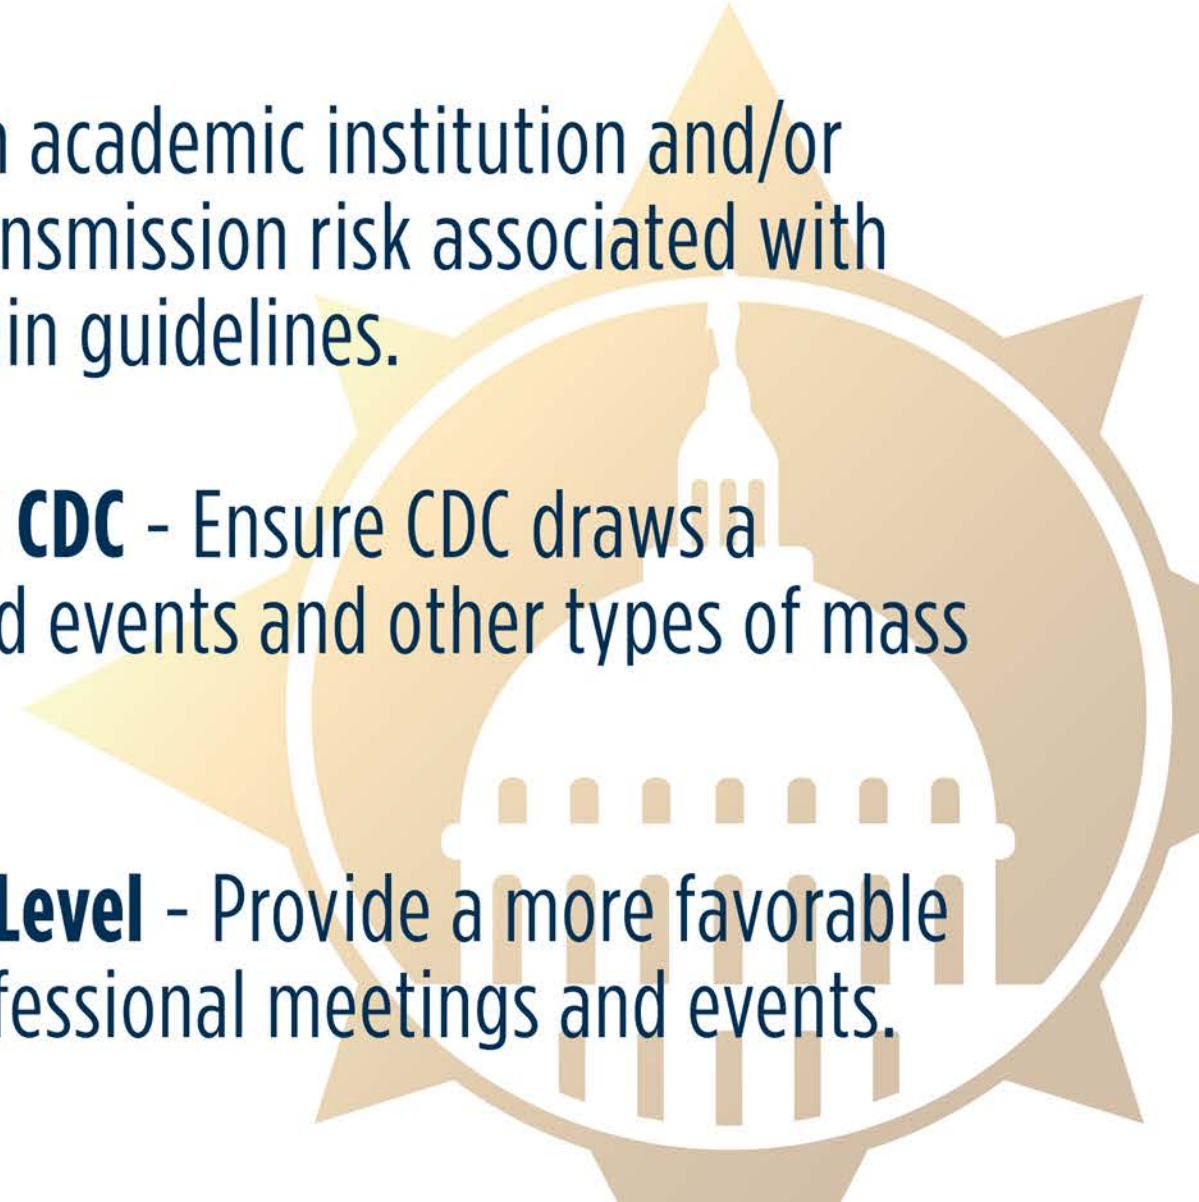 academic institution and/or
nsmission risk associated with
in guidelines.
CDC - Ensure CDC draws a
d events and other types of mass
Level - Provide a more favorable
fessional meetings and events.